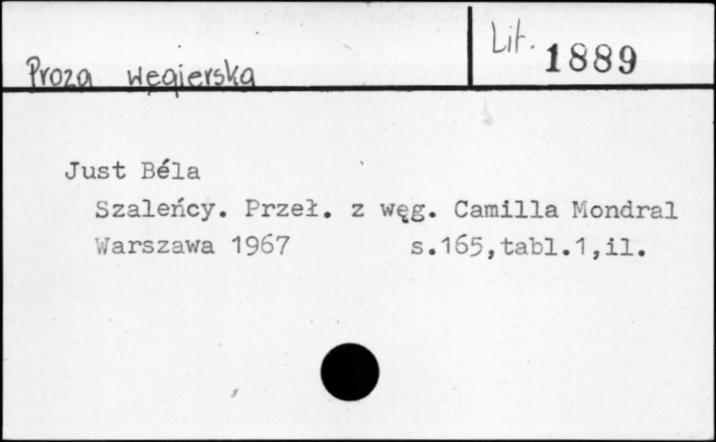 Proza węgierska
Lit. 1889
Just Béla
Szaleńcy. Przeł. z węg. Camilla Mondral
Warszawa 1967 s.165,tabl.1,il.